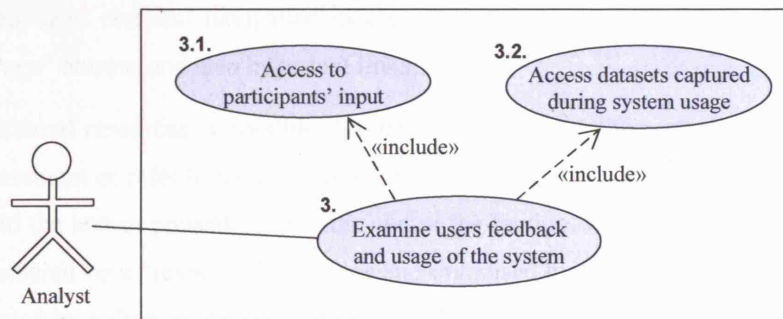 3.1.
Access to
participants' input
3.2.
Access datasets captured
during system usage
«include»
«include»
3.
Examine users feedback
and usage of the system
Analyst